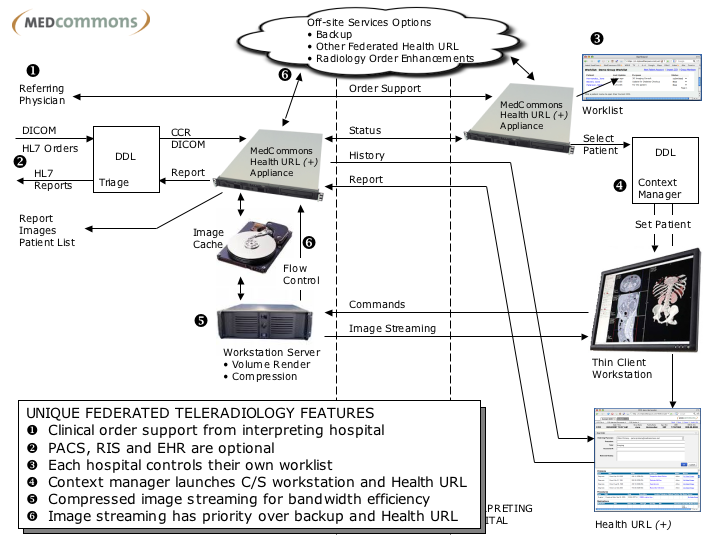 MEDcommons
Off-site Services Options
• Backup
• Other Federated Health URL
• Radiology Order Enhancements
❸
❶
❻
Referring
Physician
Order Support
MedCommons
Health URL (+)
Appliance
Worklist
DICOM
HL7 Orders
❷
HL7
Reports
DDL
Triage
CCR
DICOM
Report
MedCommons
Health URL (+)
Appliance
Status
History
Report
Select
Patient
DDL
❹
Context
Manager
Set Patient
Report
Images
Patient List
Image
Cache
❻
Flow
Control
❺
Commands
Image Streaming
Workstation Server
• Volume Render
• Compression
Thin Client
Workstation
UNIQUE FEDERATED TELERADIOLOGY FEATURES
❶ Clinical order support from interpreting hospital
❷ PACS, RIS and EHR are optional
❸ Each hospital controls their own worklist
❹ Context manager launches C/S workstation and Health URL
❺ Compressed image streaming for bandwidth efficiency
❻ Image streaming has priority over backup and Health URL
RPRETING
ITAL
Health URL (+)